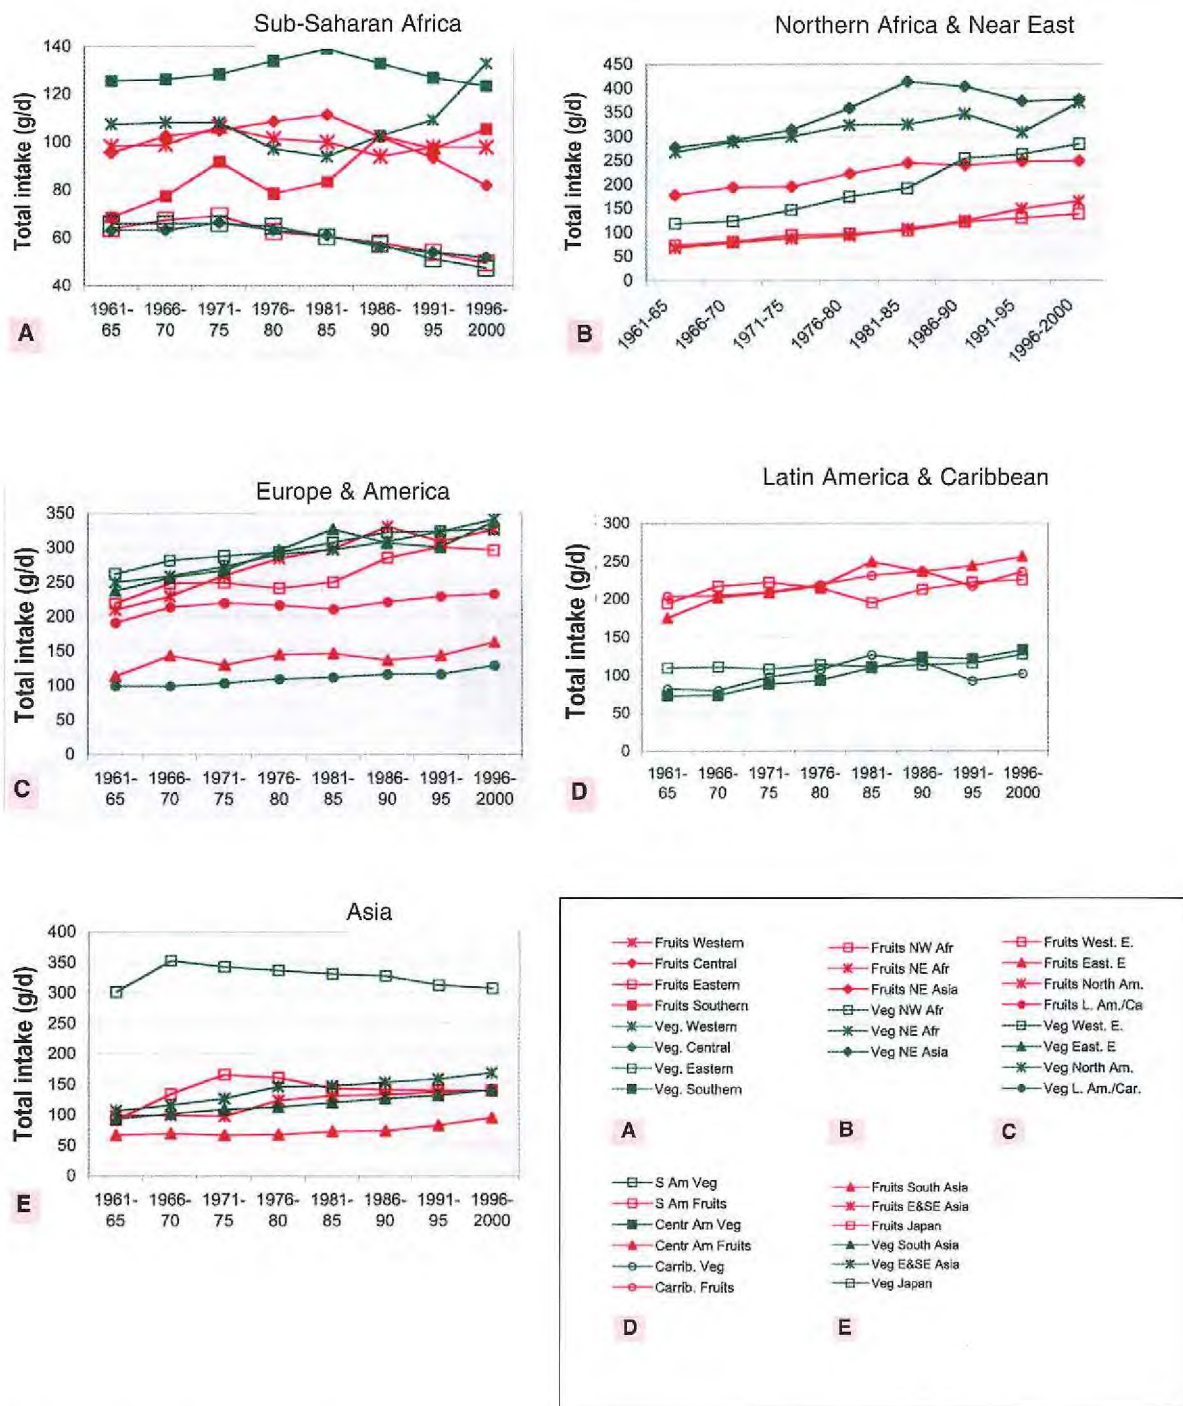 Sub-Saharan Africa
Total intake (g/d)
140
120
100
80
60
40
1961-65
1966-70
1971-75
1976-80
1981-85
1986-90
1991-95
1996-2000
A
Northern Africa & Near East
Total intake (g/d)
450
400
350
300
250
200
150
100
50
0
1961-65
1966-70
1971-75
1976-80
1981-85
1986-90
1991-95
1996-2000
B
Europe & America
Total intake (g/d)
350
300
250
200
150
100
50
0
1961-65
1966-70
1971-75
1976-80
1981-85
1986-90
1991-95
1996-2000
C
Latin America & Caribbean
Total intake (g/d)
300
250
200
150
100
50
0
1961-65
1966-70
1971-75
1976-80
1981-85
1986-90
1991-95
1996-2000
D
Asia
Total intake (g/d)
400
350
300
250
200
150
100
50
0
1961-65
1966-70
1971-75
1976-80
1981-85
1986-90
1991-95
1996-2000
E
Fruits Western
Fruits Central
Fruits Eastern
Fruits Southern
Veg. Western
Veg. Central
Veg. Eastern
Veg. Southern
A
Fruits NW Afr
Fruits NE Afr
Fruits NE Asia
Veg NW Afr
Veg NE Afr
Veg NE Asia
B
Fruits West. E.
Fruits East. E
Fruits North Am.
Fruits L. Am./Ca
Veg West. E.
Veg East. E
Veg North Am.
Veg L. Am./Car.
C
S Am Veg
S Am Fruits
Centr Am Veg
Centr Am Fruits
Carrib. Veg
Carrib. Fruits
D
Fruits South Asia
Fruits E&SE Asia
Fruits Japan
Veg South Asia
Veg E&SE Asia
Veg Japan
E